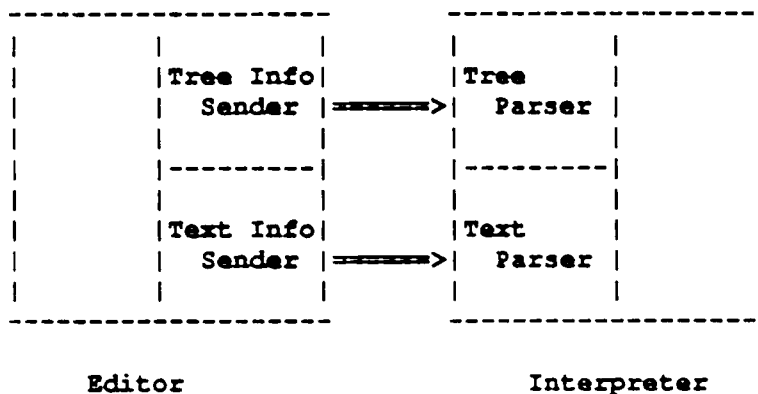 Tree Info
Sender
Tree
Parser
Text Info
Sender
Text
Parser
Editor
Interpreter